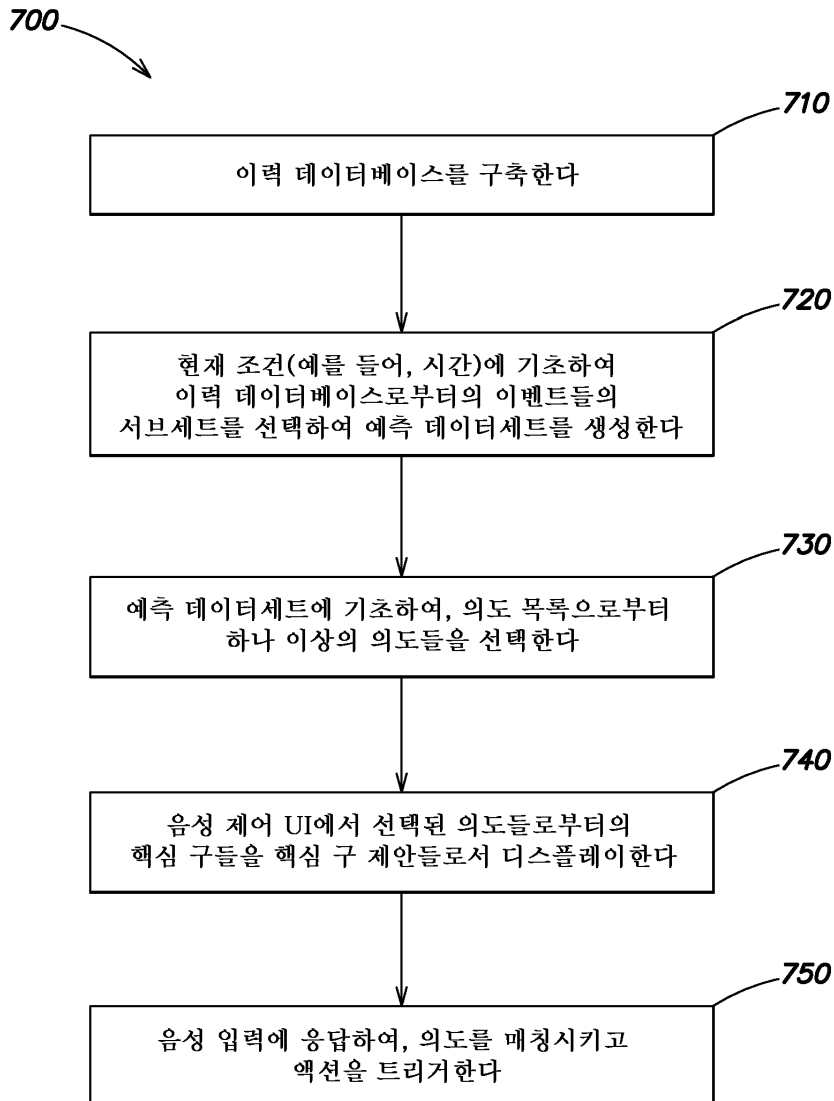 700
710
이력 데이터베이스를 구축한다
720
현재 조건(예를 들어, 시간)에 기초하여
이력 데이터베이스로부터의 이벤트들의
서브세트를 선택하여 예측 데이터세트를 생성한다
730
예측 데이터세트에 기초하여, 의도 목록으로부터
하나 이상의 의도들을 선택한다
740
음성 제어 UI에서 선택된 의도들로부터의
핵심 구들을 핵심 구 제안들로서 디스플레이한다
750
음성 입력에 응답하여, 의도를 매칭시키고
액션을 트리거한다